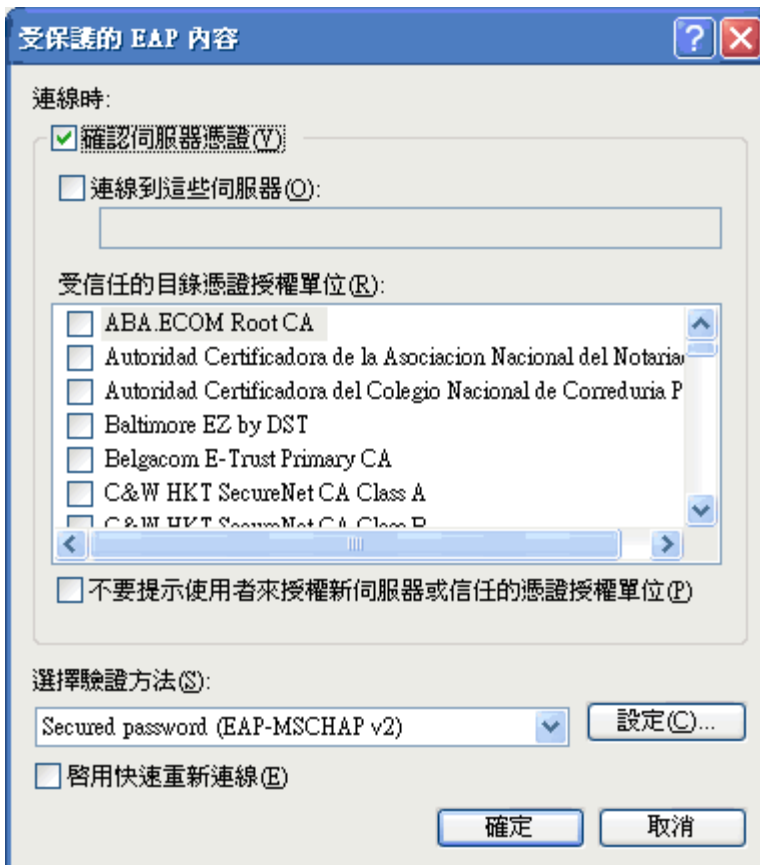 受保護的 EAP 內容
連線時:
確認伺服器憑證(V)
連線到這些伺服器(O):
受信任的目錄憑證授權單位(R):
ABA.ECOM Root CA
Autoridad Certificadora de la Asociacion Nacional del Notaria
Autoridad Certificadora del Colegio Nacional de Correduria P
Baltimore EZ by DST
Belgacom E-Trust Primary CA
C&W HKT SecureNet CA Class A
C&W HKT SecureNet CA Class B
不要提示使用者來授權新伺服器或信任的憑證授權單位(P)
選擇驗證方法(S):
Secured password (EAP-MSCHAP v2) 設定(C)...
啓用快速重新連線(E)
確定 取消